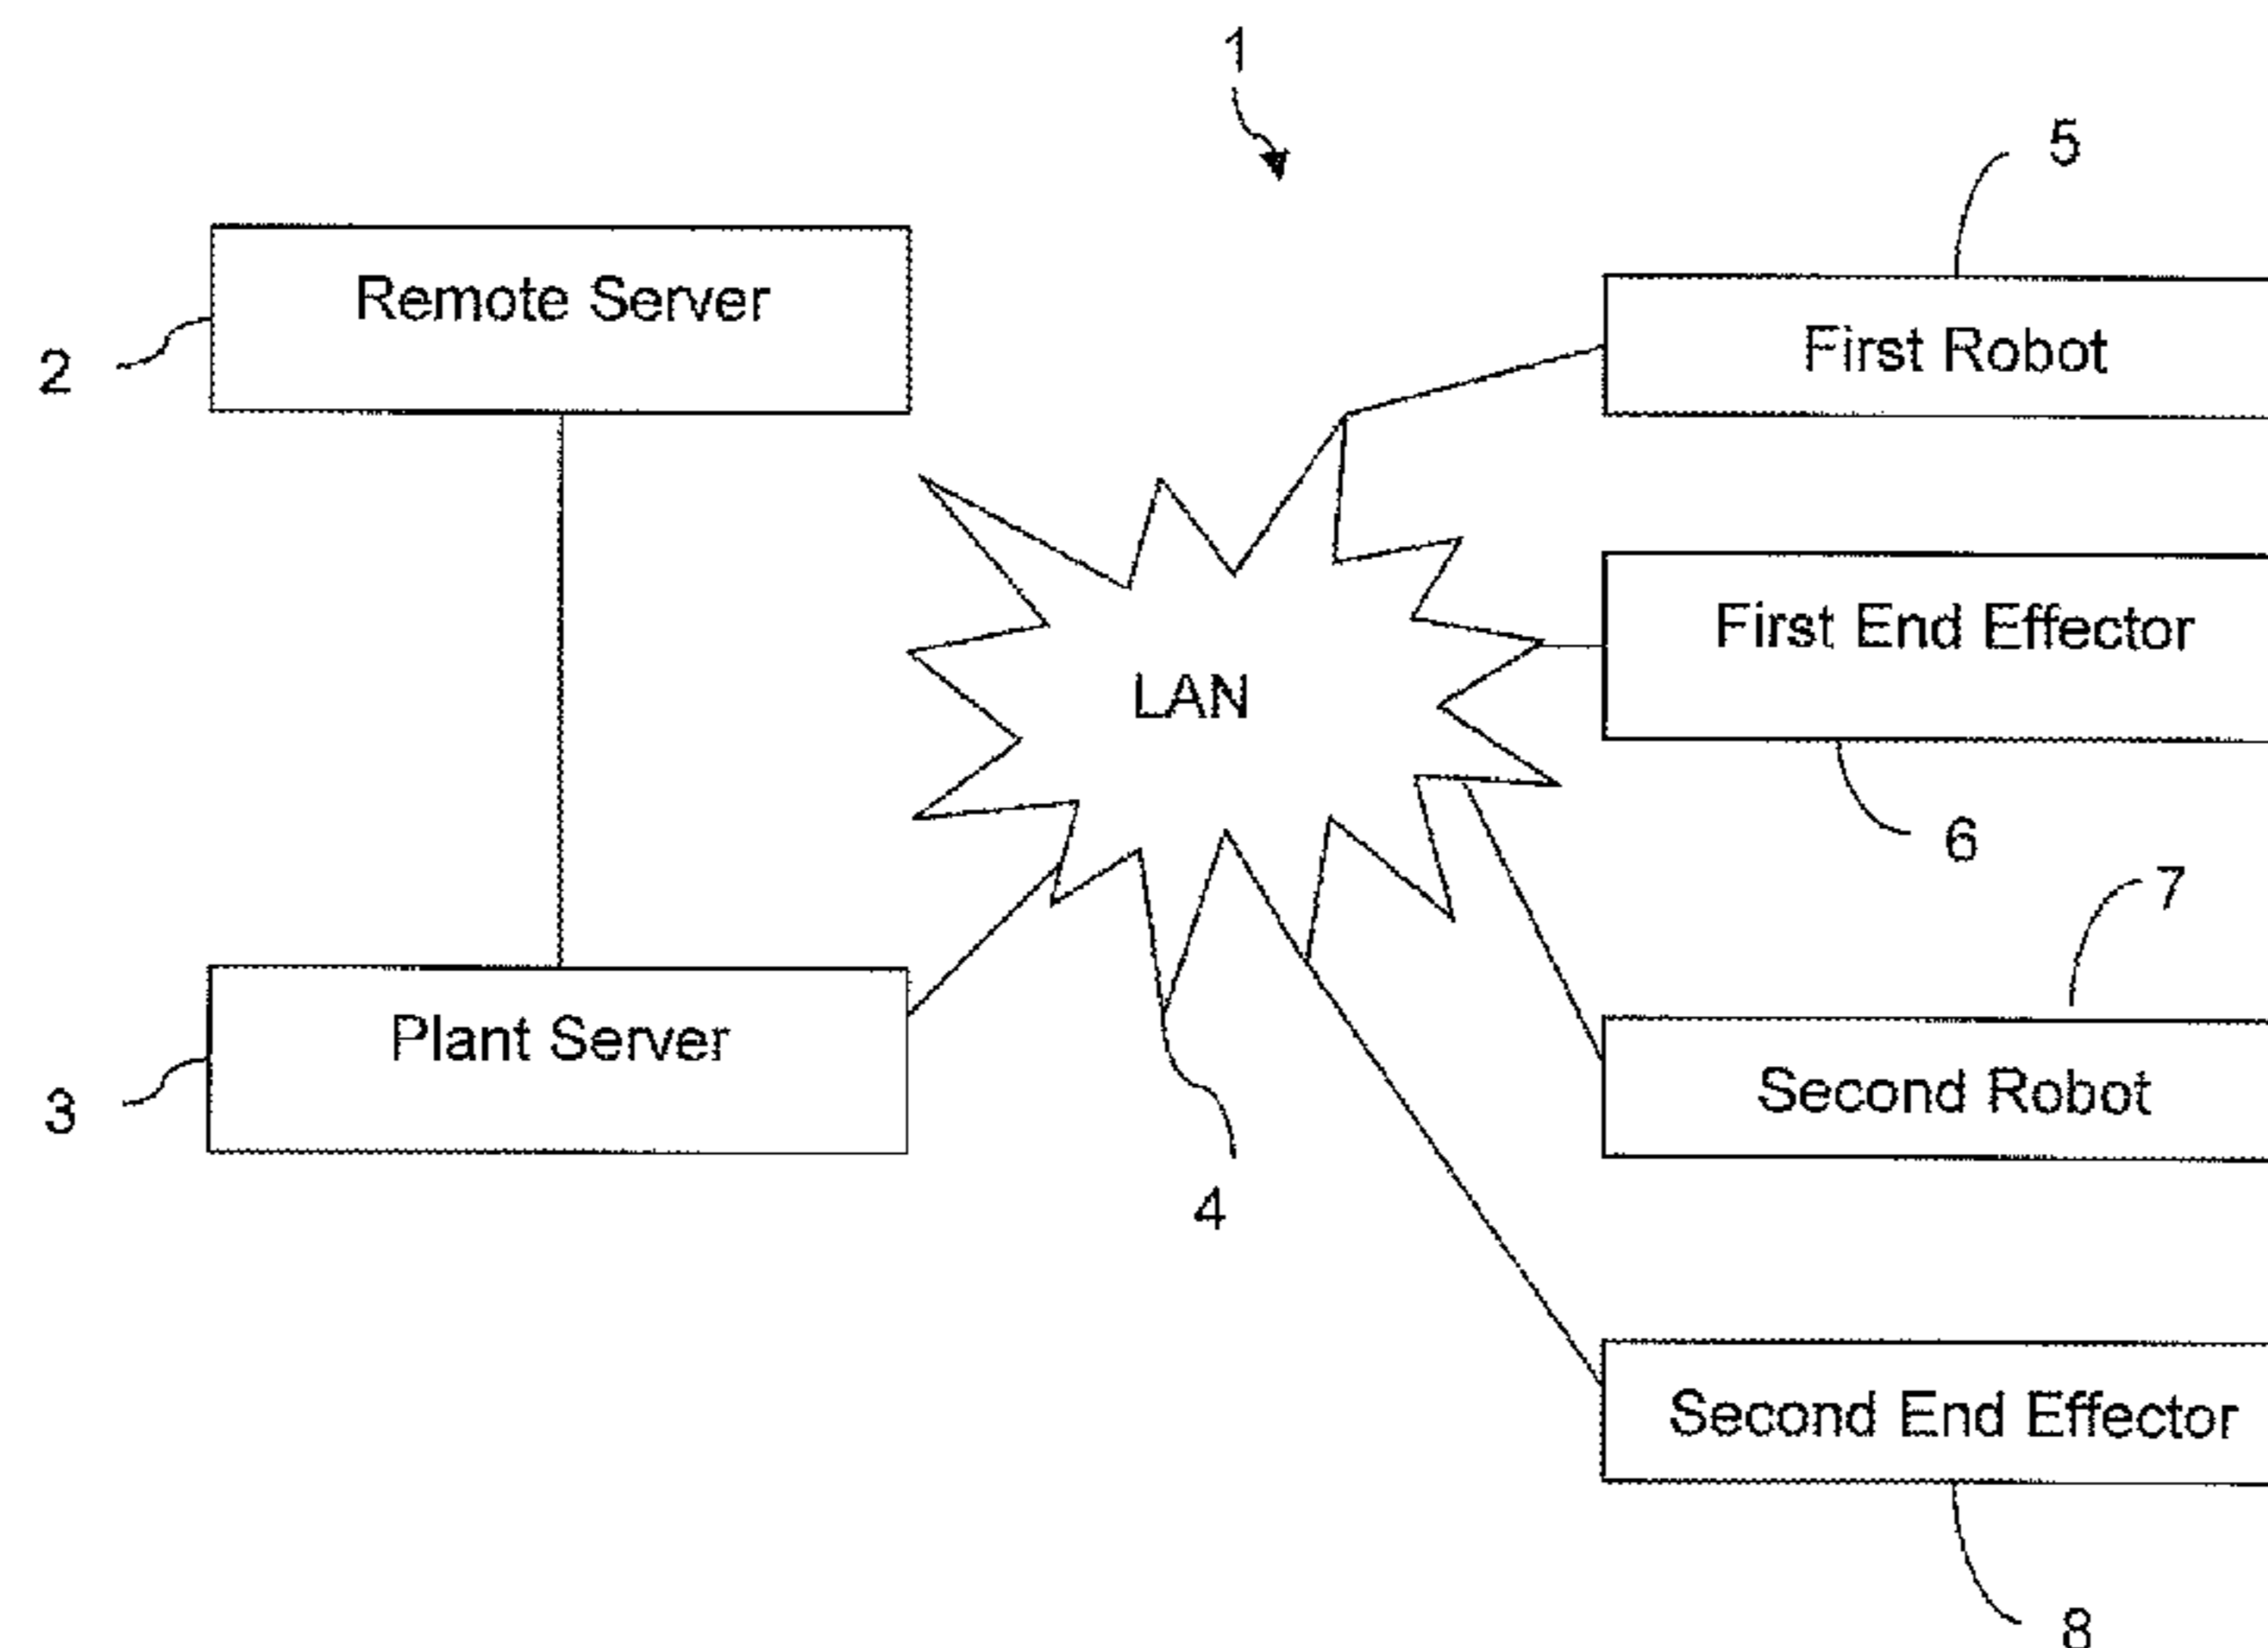 1
5
Remote Server
2
First Robot
First End Effector
LAN
6
7
Plant Server
3
Second Robot
4
Second End Effector
8